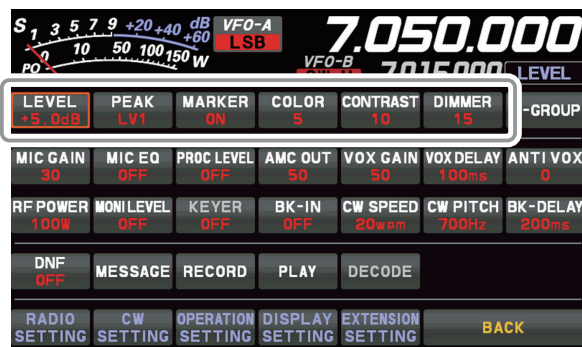 S 1 3 5 7 9 +20 +40 +60 dB
PO 0 10 50 100 150 W
VFO-A
LSB
7.050.000
VFO-B
7.015.000
LEVEL
LEVEL PEAK MARKER COLOR CONTRAST DIMMER -GROUP
+5.0dB LV1 ON 5 10 15
MIC GAIN MIC EQ PROC LEVEL AMC OUT VOX GAIN VOX DELAY ANTI VOX
30 OFF OFF 50 50 100ms 0
RF POWER MONI LEVEL KEYER BK-IN CW SPEED CW PITCH BK-DELAY
100W OFF OFF OFF 20wpm 700Hz 200ms
DNF MESSAGE RECORD PLAY DECODE
OFF
RADIO CW OPERATION DISPLAY EXTENSION BACK
SETTING SETTING SETTING SETTING SETTING